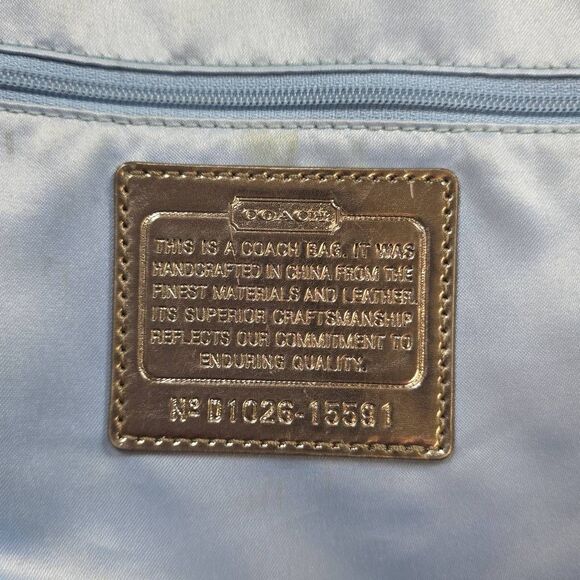 COACH
THIS IS A COACH BAG. IT WAS
HANDCRAFTED IN CHINA FROM THE
FINEST MATERIALS AND LEATHER.
ITS SUPERIOR CRAFTSMANSHIP
REFLECTS OUR COMMITMENT TO
ENDURING QUALITY.
Nº D1026-15591